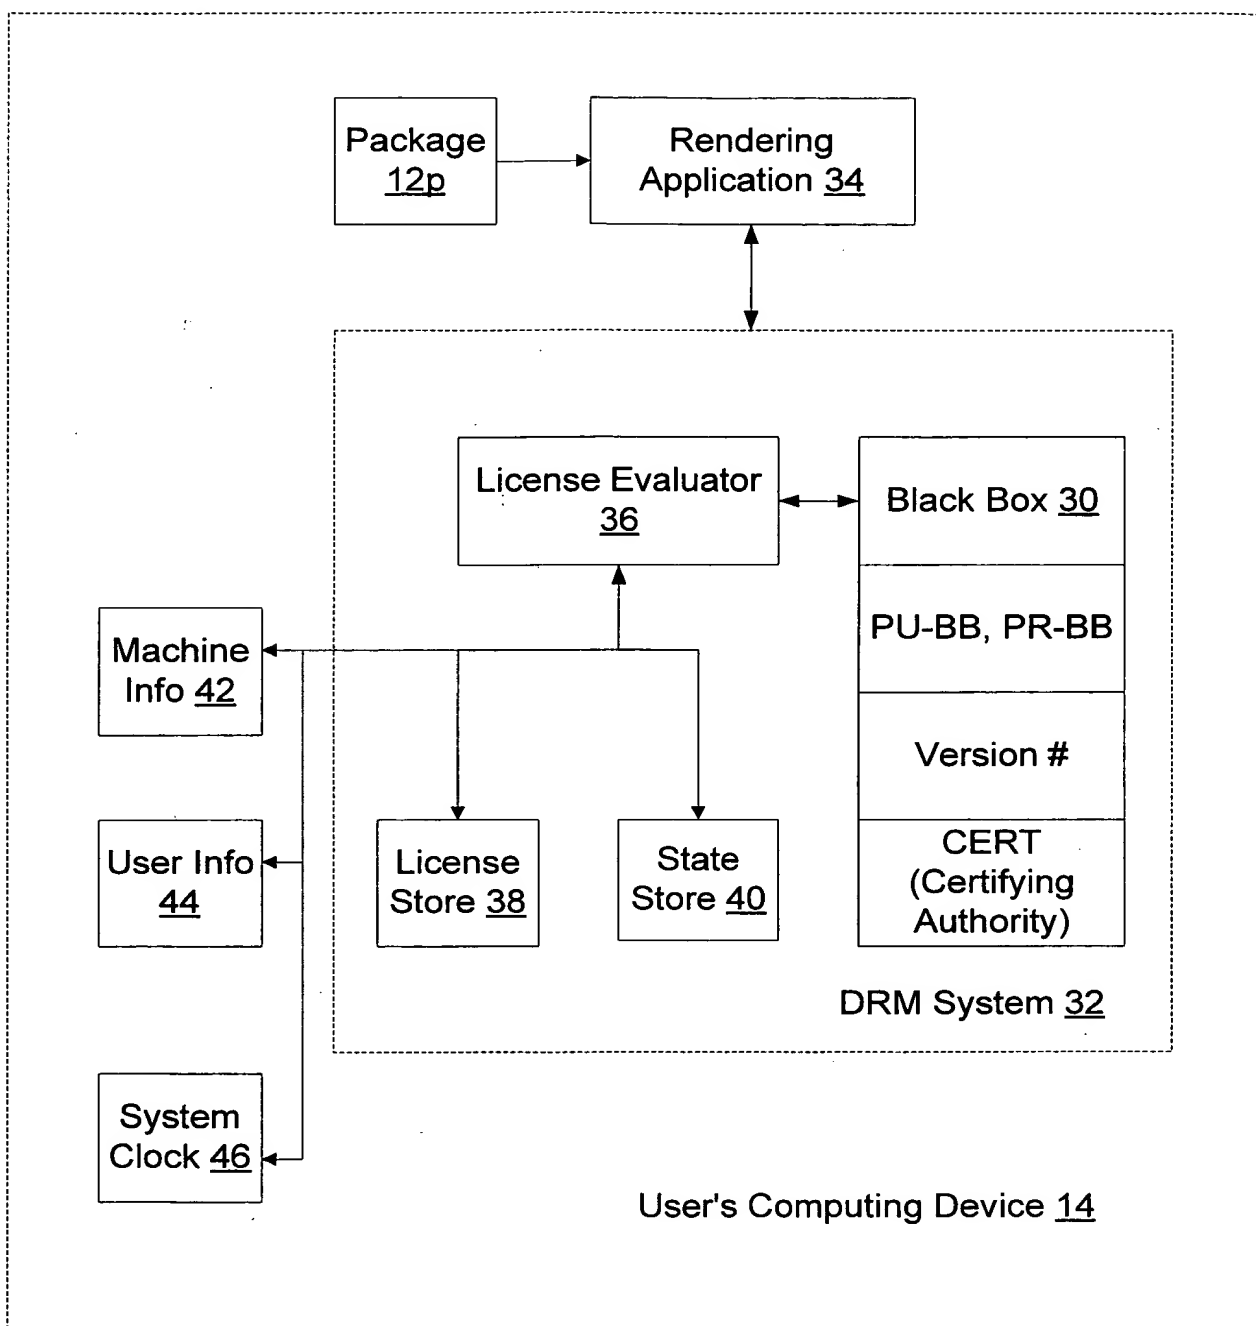 Package
12p
Rendering
Application 34
License Evaluator
36
Black Box 30
PU-BB, PR-BB
Version #
CERT
(Certifying
Authority)
Machine
Info 42
User Info
44
License
Store 38
State
Store 40
DRM System 32
System
Clock 46
User's Computing Device 14